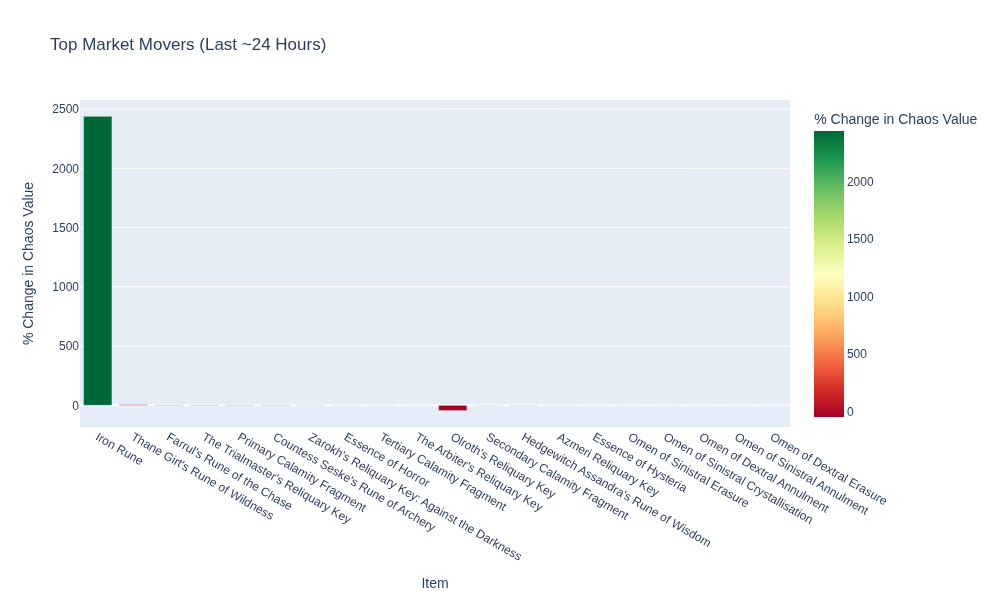 Top Market Movers (Last ~24 Hours)
% Change in Chaos Value
2500
2000
1500
1000
500
0
% Change in Chaos Value
2000
1500
1000
500
0
Iron Rune
Thane Girt's Rune of Wildness
Farrul's Rune of the Chase
The Trialmaster's Reliquary Key
Primary Calamity Fragment
Countess Seske's Rune of Archery
Zarokh's Reliquary Key: Against the Darkness
Essence of Horror
Tertiary Calamity Fragment
The Arbiter's Reliquary Key
Olroth's Reliquary Key
Secondary Calamity Fragment
Hedgewitch Assandra's Rune of Wisdom
Azmeri Reliquary Key
Essence of Hysteria
Omen of Sinistral Erasure
Omen of Sinistral Crystallisation
Omen of Dextral Annulment
Omen of Sinistral Annulment
Omen of Dextral Erasure
Item